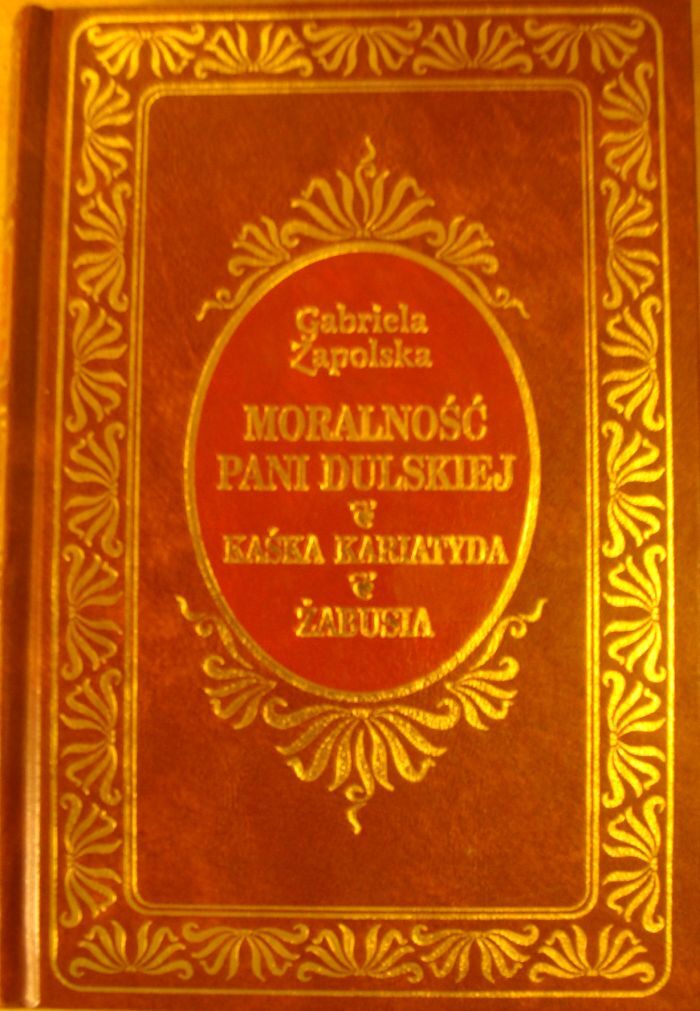 Gabriela
Zapolska
MORALNOŚĆ
PANI DULSKIEJ
KAŚKA KARIATYDA
ŻABUSIA